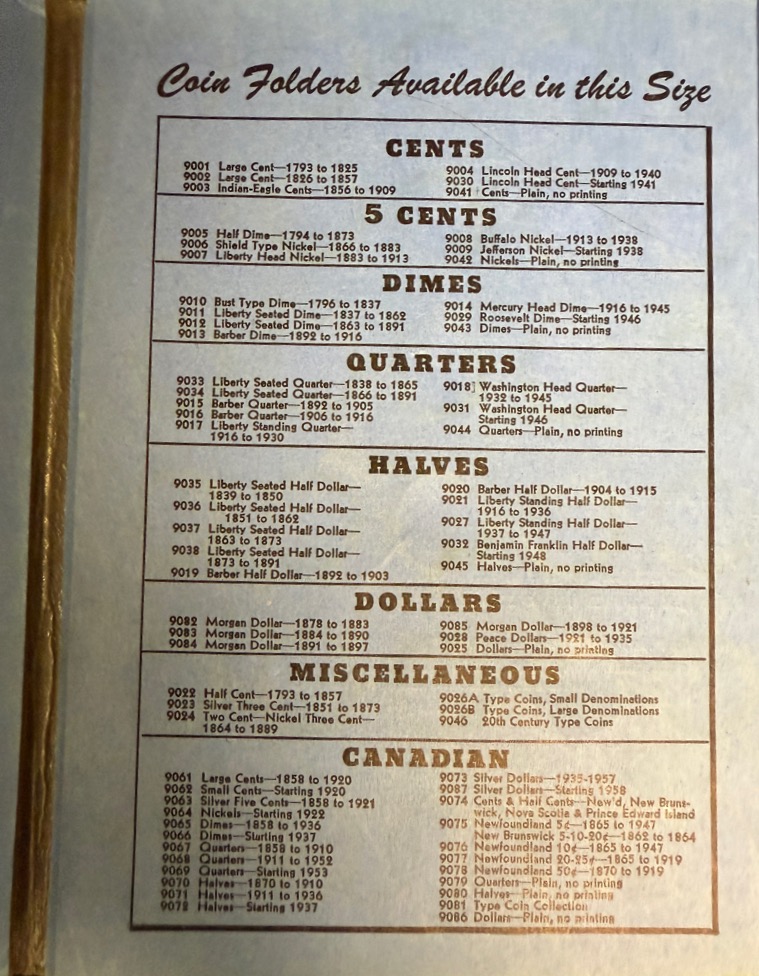 Coin Folders Available in this Size
CENTS
9001 Large Cent—1793 to 1825
9002 Large Cent—1826 to 1857
9003 Indian-Eagle Cents—1856 to 1909
9004 Lincoln Head Cent—1909 to 1940
9030 Lincoln Head Cent—Starting 1941
9041 Cents—Plain, no printing
5 CENTS
9005 Half Dime—1794 to 1873
9006 Shield Type Nickel—1866 to 1883
9007 Liberty Head Nickel—1883 to 1913
9008 Buffalo Nickel—1913 to 1938
9009 Jefferson Nickel—Starting 1938
9042 Nickels—Plain, no printing
DIMES
9010 Bust Type Dime—1796 to 1837
9011 Liberty Seated Dime—1837 to 1862
9012 Liberty Seated Dime—1863 to 1891
9013 Barber Dime—1892 to 1916
9014 Mercury Head Dime—1916 to 1945
9029 Roosevelt Dime—Starting 1946
9043 Dimes—Plain, no printing
QUARTERS
9033 Liberty Seated Quarter—1838 to 1865
9034 Liberty Seated Quarter—1866 to 1891
9015 Barber Quarter—1892 to 1905
9016 Barber Quarter—1906 to 1916
9017 Liberty Standing Quarter—
1916 to 1930
9018 Washington Head Quarter—
1932 to 1945
9031 Washington Head Quarter—
Starting 1946
9044 Quarters—Plain, no printing
HALVES
9035 Liberty Seated Half Dollar—
1839 to 1850
9036 Liberty Seated Half Dollar—
1851 to 1862
9037 Liberty Seated Half Dollar—
1863 to 1873
9038 Liberty Seated Half Dollar—
1873 to 1891
9019 Barber Half Dollar—1892 to 1903
9020 Barber Half Dollar—1904 to 1915
9021 Liberty Standing Half Dollar—
1916 to 1936
9027 Liberty Standing Half Dollar—
1937 to 1947
9032 Benjamin Franklin Half Dollar—
Starting 1948
9045 Halves—Plain, no printing
DOLLARS
9082 Morgan Dollar—1878 to 1883
9083 Morgan Dollar—1884 to 1890
9084 Morgan Dollar—1891 to 1897
9085 Morgan Dollar—1898 to 1921
9028 Peace Dollars—1921 to 1935
9025 Dollars—Plain, no printing
MISCELLANEOUS
9022 Half Cent—1793 to 1857
9023 Silver Three Cent—1851 to 1873
9024 Two Cent—Nickel Three Cent—
1864 to 1889
9026A Type Coins, Small Denominations
9026B Type Coins, Large Denominations
9046 20th Century Type Coins
CANADIAN
9061 Large Cents—1858 to 1920
9062 Small Cents—Starting 1920
9063 Silver Five Cents—1858 to 1921
9064 Nickels—Starting 1922
9065 Dimes—1858 to 1936
9066 Dimes—Starting 1937
9067 Quarters—1858 to 1910
9068 Quarters—1911 to 1952
9069 Quarters—Starting 1953
9070 Halves—1870 to 1910
9071 Halves—1911 to 1936
9072 Halves—Starting 1937
9073 Silver Dollars—1935-1957
9087 Silver Dollars—Starting 1958
9074 Cents & Half Cents—New'd, New Bruns-
wick, Nova Scotia & Prince Edward Island
9075 Newfoundland 5¢—1865 to 1947
New Brunswick 5-10-20¢—1862 to 1864
9076 Newfoundland 10¢—1865 to 1947
9077 Newfoundland 20-25¢—1865 to 1919
9078 Newfoundland 50¢—1870 to 1919
9079 Quarters—Plain, no printing
9080 Halves—Plain, no printing
9081 Type Coin Collection
9086 Dollars—Plain, no printing